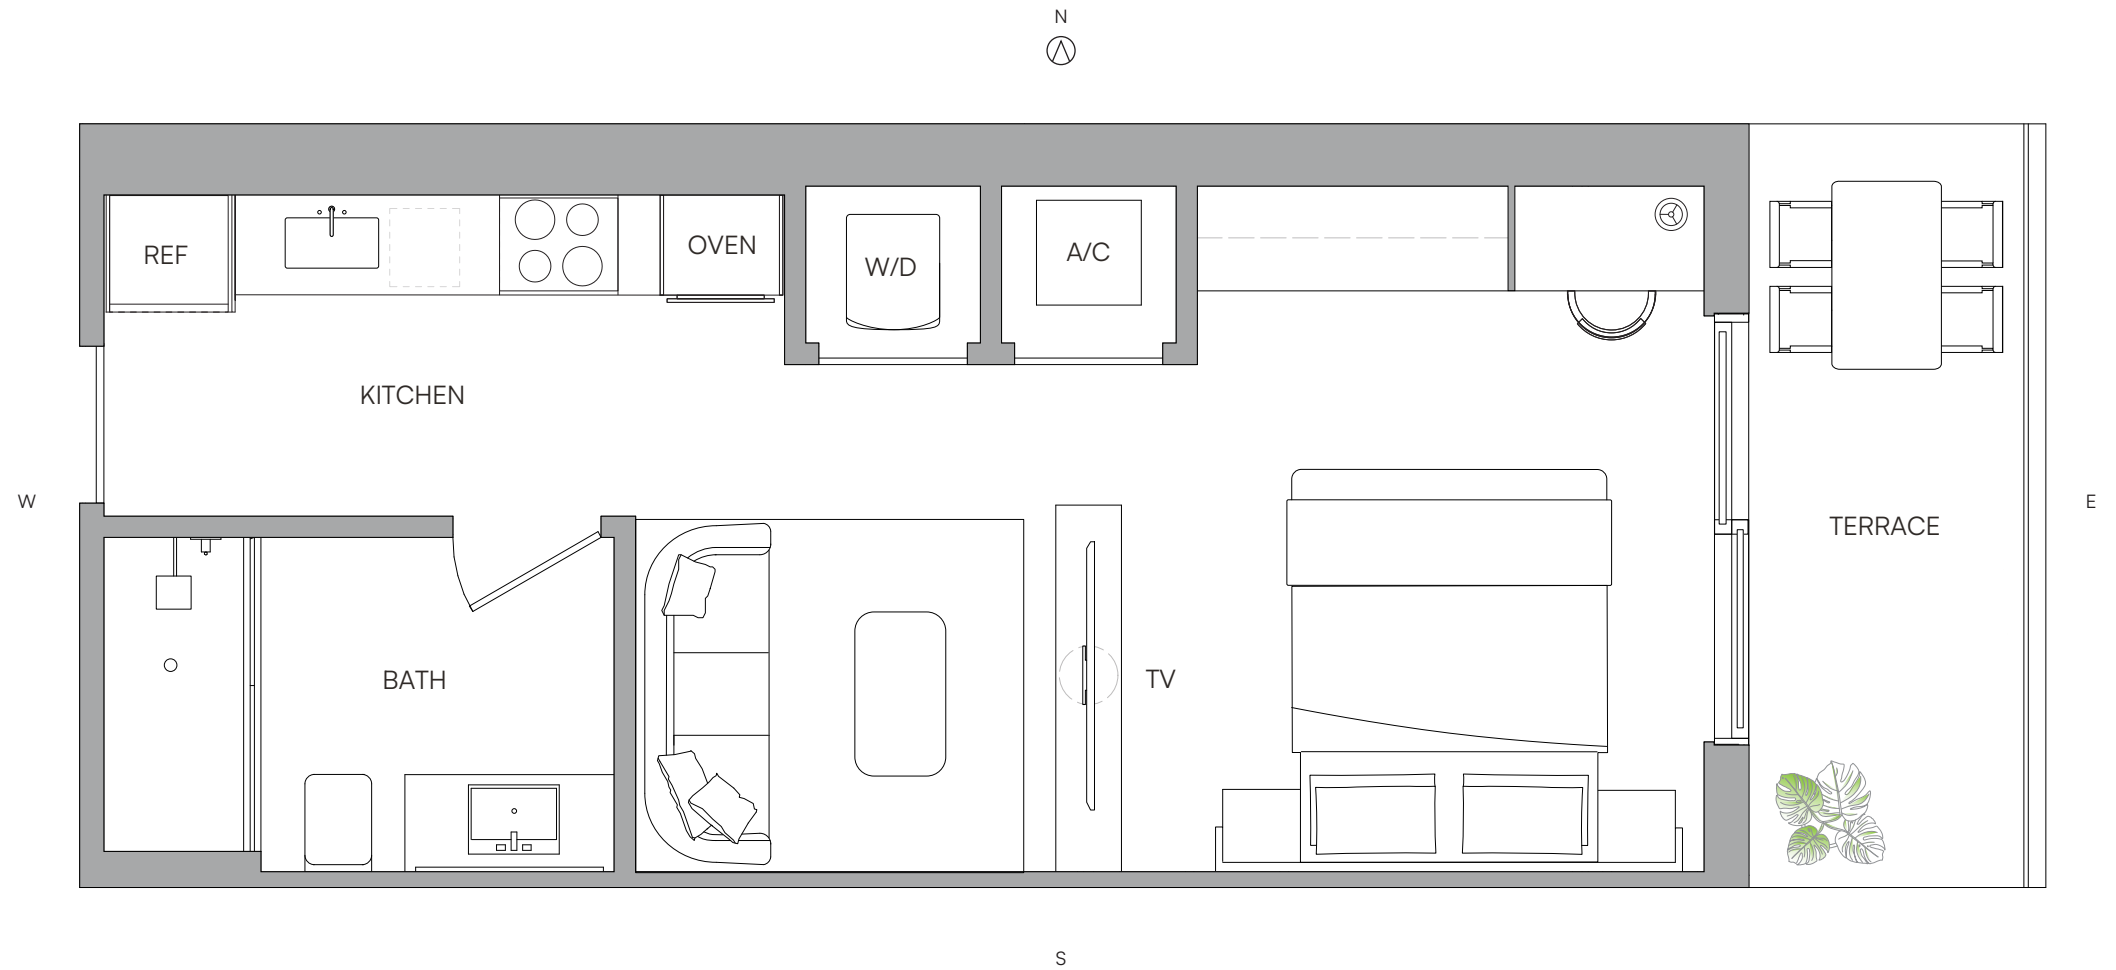 N
REF
OVEN
W/D
A/C
KITCHEN
W
E
TERRACE
BATH
TV
S